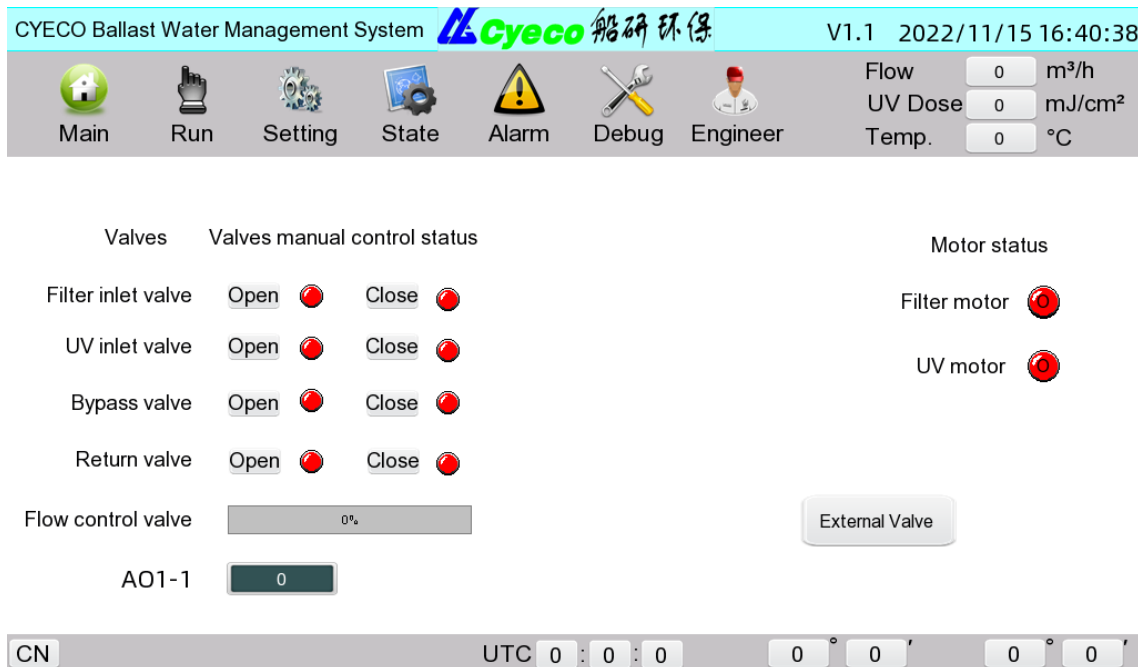 CYECO Ballast Water Management System Cyeco 船研环保 V1.1 2022/11/15 16:40:38
Main Run Setting State Alarm Debug Engineer
Flow 0 m³/h
UV Dose 0 mJ/cm²
Temp. 0 °C
Valves Valves manual control status
Motor status
Filter inlet valve Open Close
Filter motor O
UV inlet valve Open Close
UV motor O
Bypass valve Open Close
Return valve Open Close
Flow control valve 0%
External Valve
AO1-1 0
CN UTC 0 : 0 : 0 0 ° 0 ′ 0 ° 0 ′